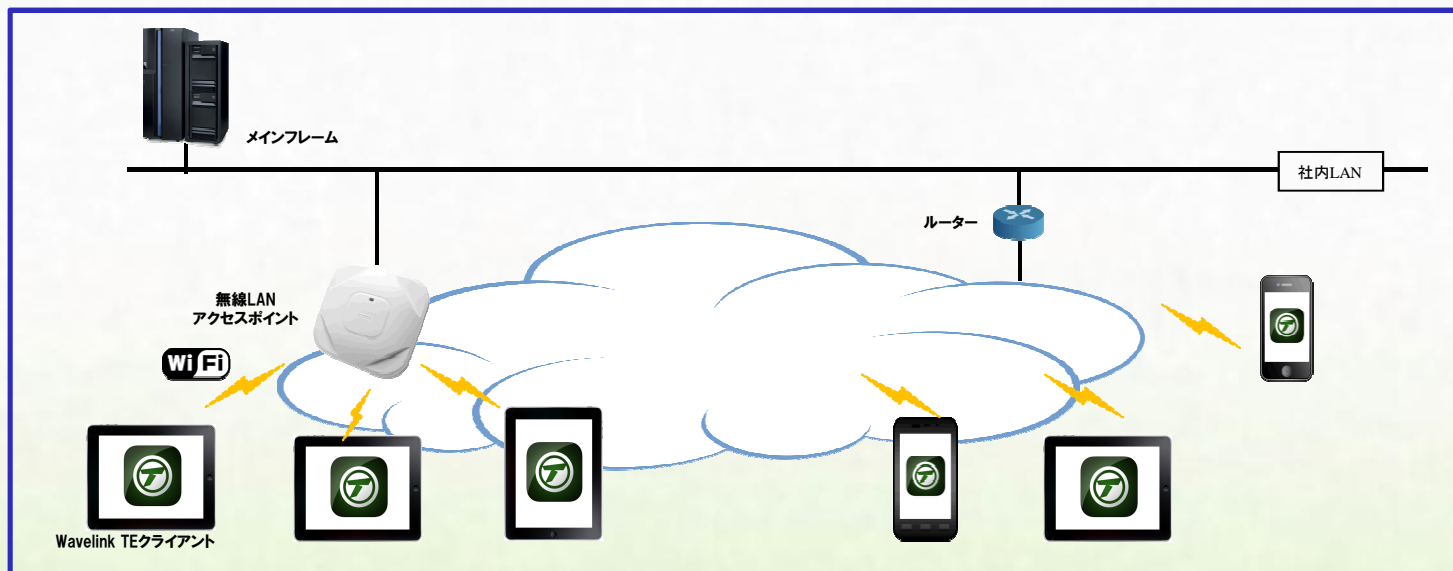 メインフレーム
社内LAN
ルーター
無線LAN
アクセスポイント
Wi Fi
Wavelink TEクライアント